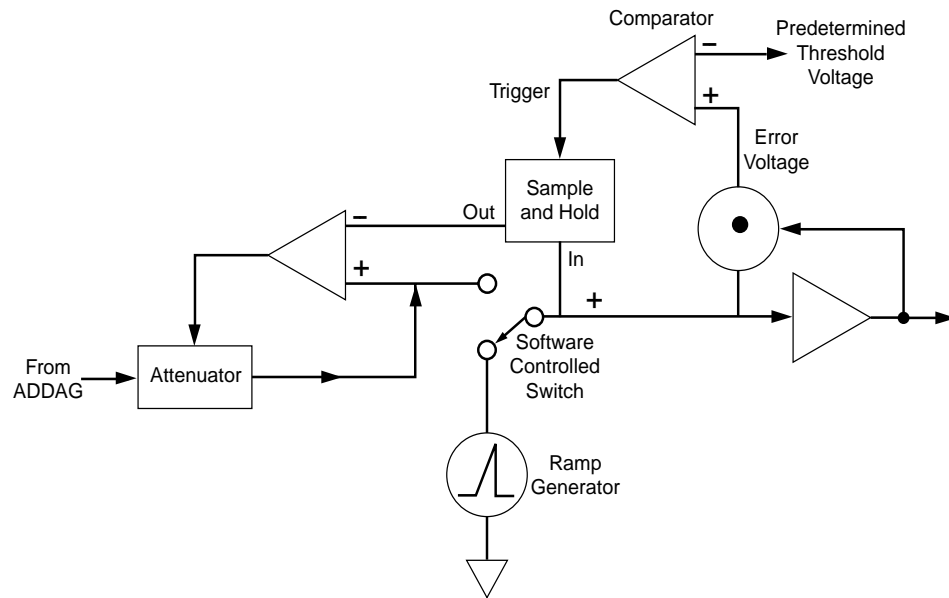 Comparator
Predetermined
Threshold
Voltage
−
+
Trigger
Error
Voltage
Sample
and Hold
Out
In
−
+
+
Software
Controlled
Switch
From
ADDAG
Attenuator
Ramp
Generator